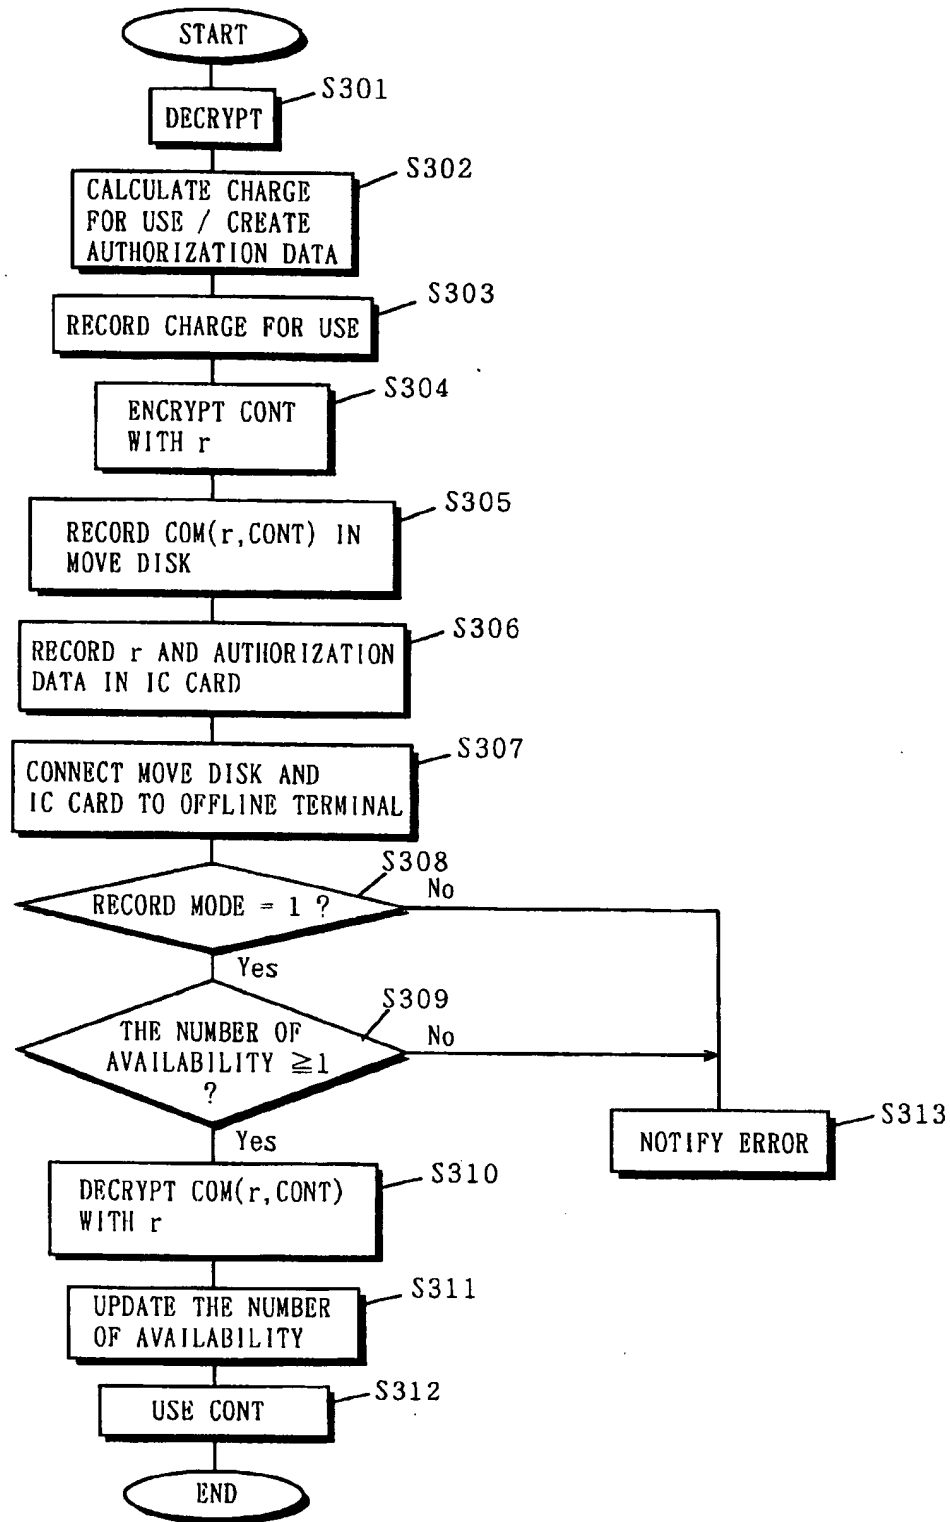 START
S301
DECRYPT
S302
CALCULATE CHARGE
FOR USE / CREATE
AUTHORIZATION DATA
S303
RECORD CHARGE FOR USE
S304
ENCRYPT CONT
WITH r
S305
RECORD COM(r,CONT) IN
MOVE DISK
S306
RECORD r AND AUTHORIZATION
DATA IN IC CARD
S307
CONNECT MOVE DISK AND
IC CARD TO OFFLINE TERMINAL
S308
RECORD MODE = 1 ?
No
Yes
S309
THE NUMBER OF
AVAILABILITY ≧1
?
No
Yes
S313
NOTIFY ERROR
S310
DECRYPT COM(r,CONT)
WITH r
S311
UPDATE THE NUMBER
OF AVAILABILITY
S312
USE CONT
END